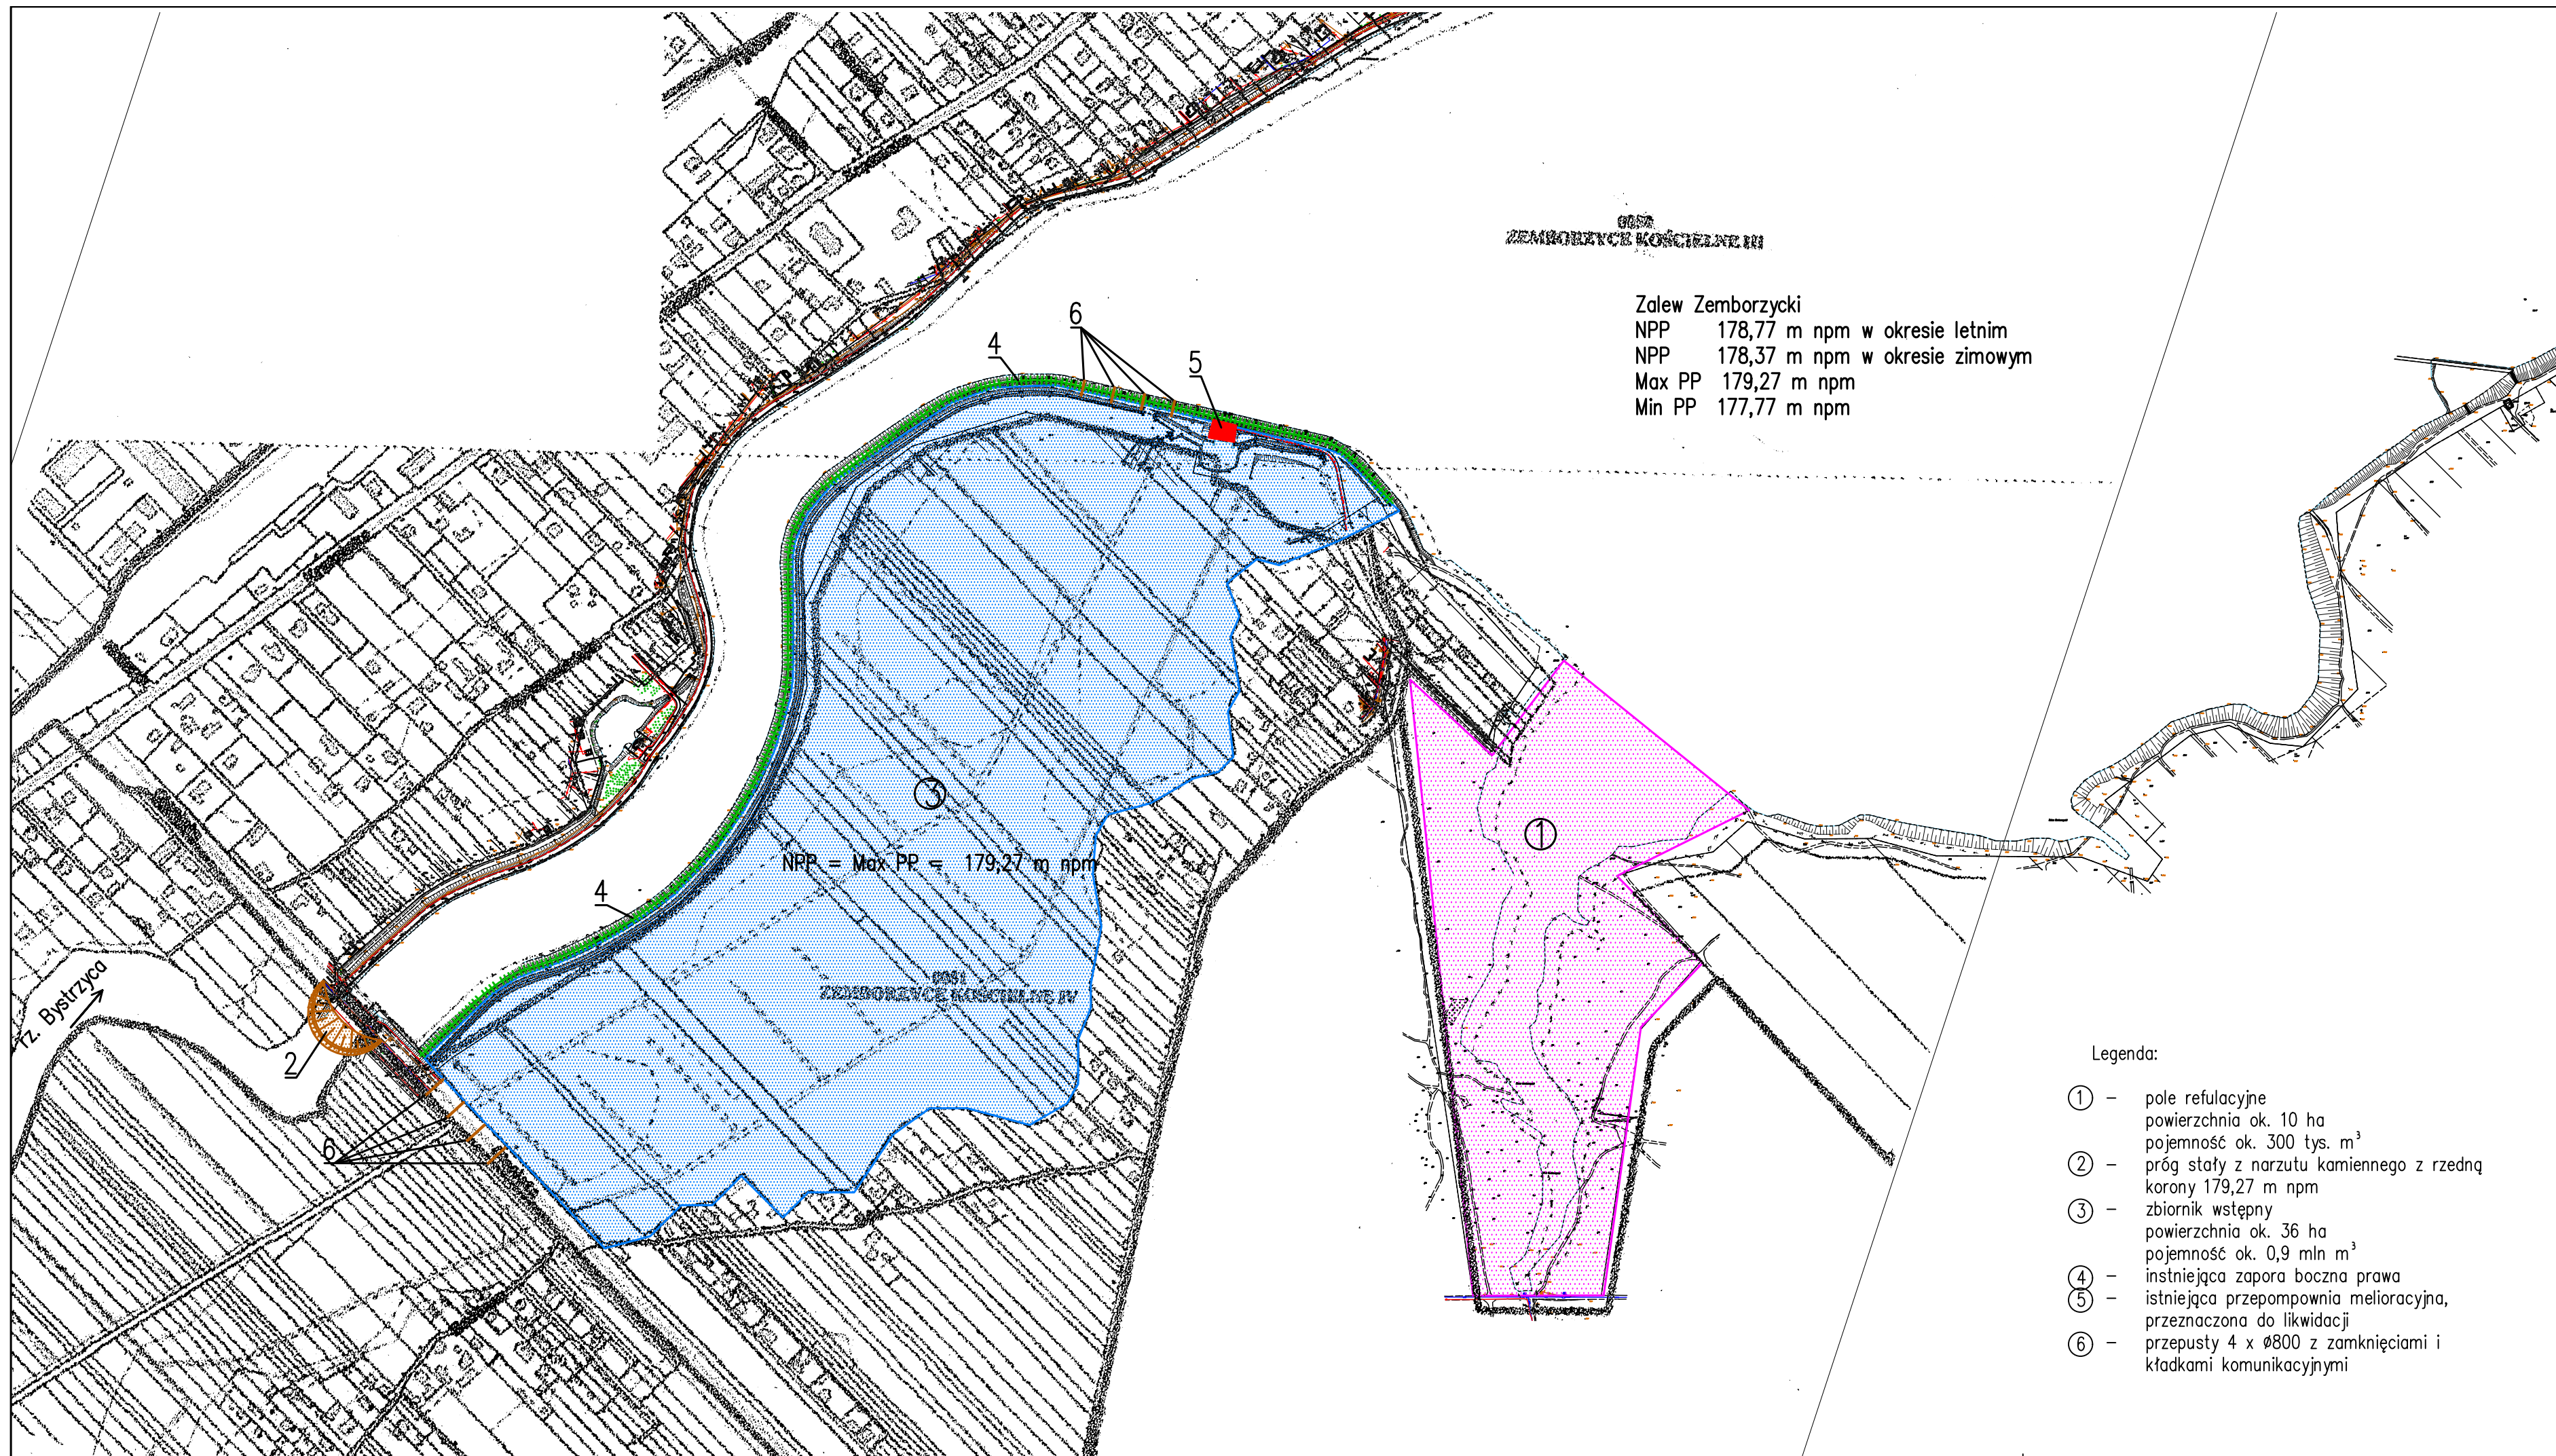 0052
ZEMBORZYCE KOŚCIELNE III
Zalew Zemborzycki
NPP 178,77 m npm w okresie letnim
NPP 178,37 m npm w okresie zimowym
Max PP 179,27 m npm
Min PP 177,77 m npm
6
4
5
3
NPP = Max PP = 179,27 m npm
1
4
ZEMBORZYCE KOŚCIELNE IV
rz. Bystrzyca
2
6
Legenda:
1 - pole refulacyjne
powierzchnia ok. 10 ha
pojemność ok. 300 tys. m³
2 - próg stały z narzutu kamiennego z rzedną
korony 179,27 m npm
3 - zbiornik wstępny
powierzchnia ok. 36 ha
pojemność ok. 0,9 mln m³
4 - instniejąca zapora boczna prawa
5 - istniejąca przepompownia melioracyjna,
przeznaczona do likwidacji
6 - przepusty 4 x ø800 z zamknięciami i
kładkami komunikacyjnymi